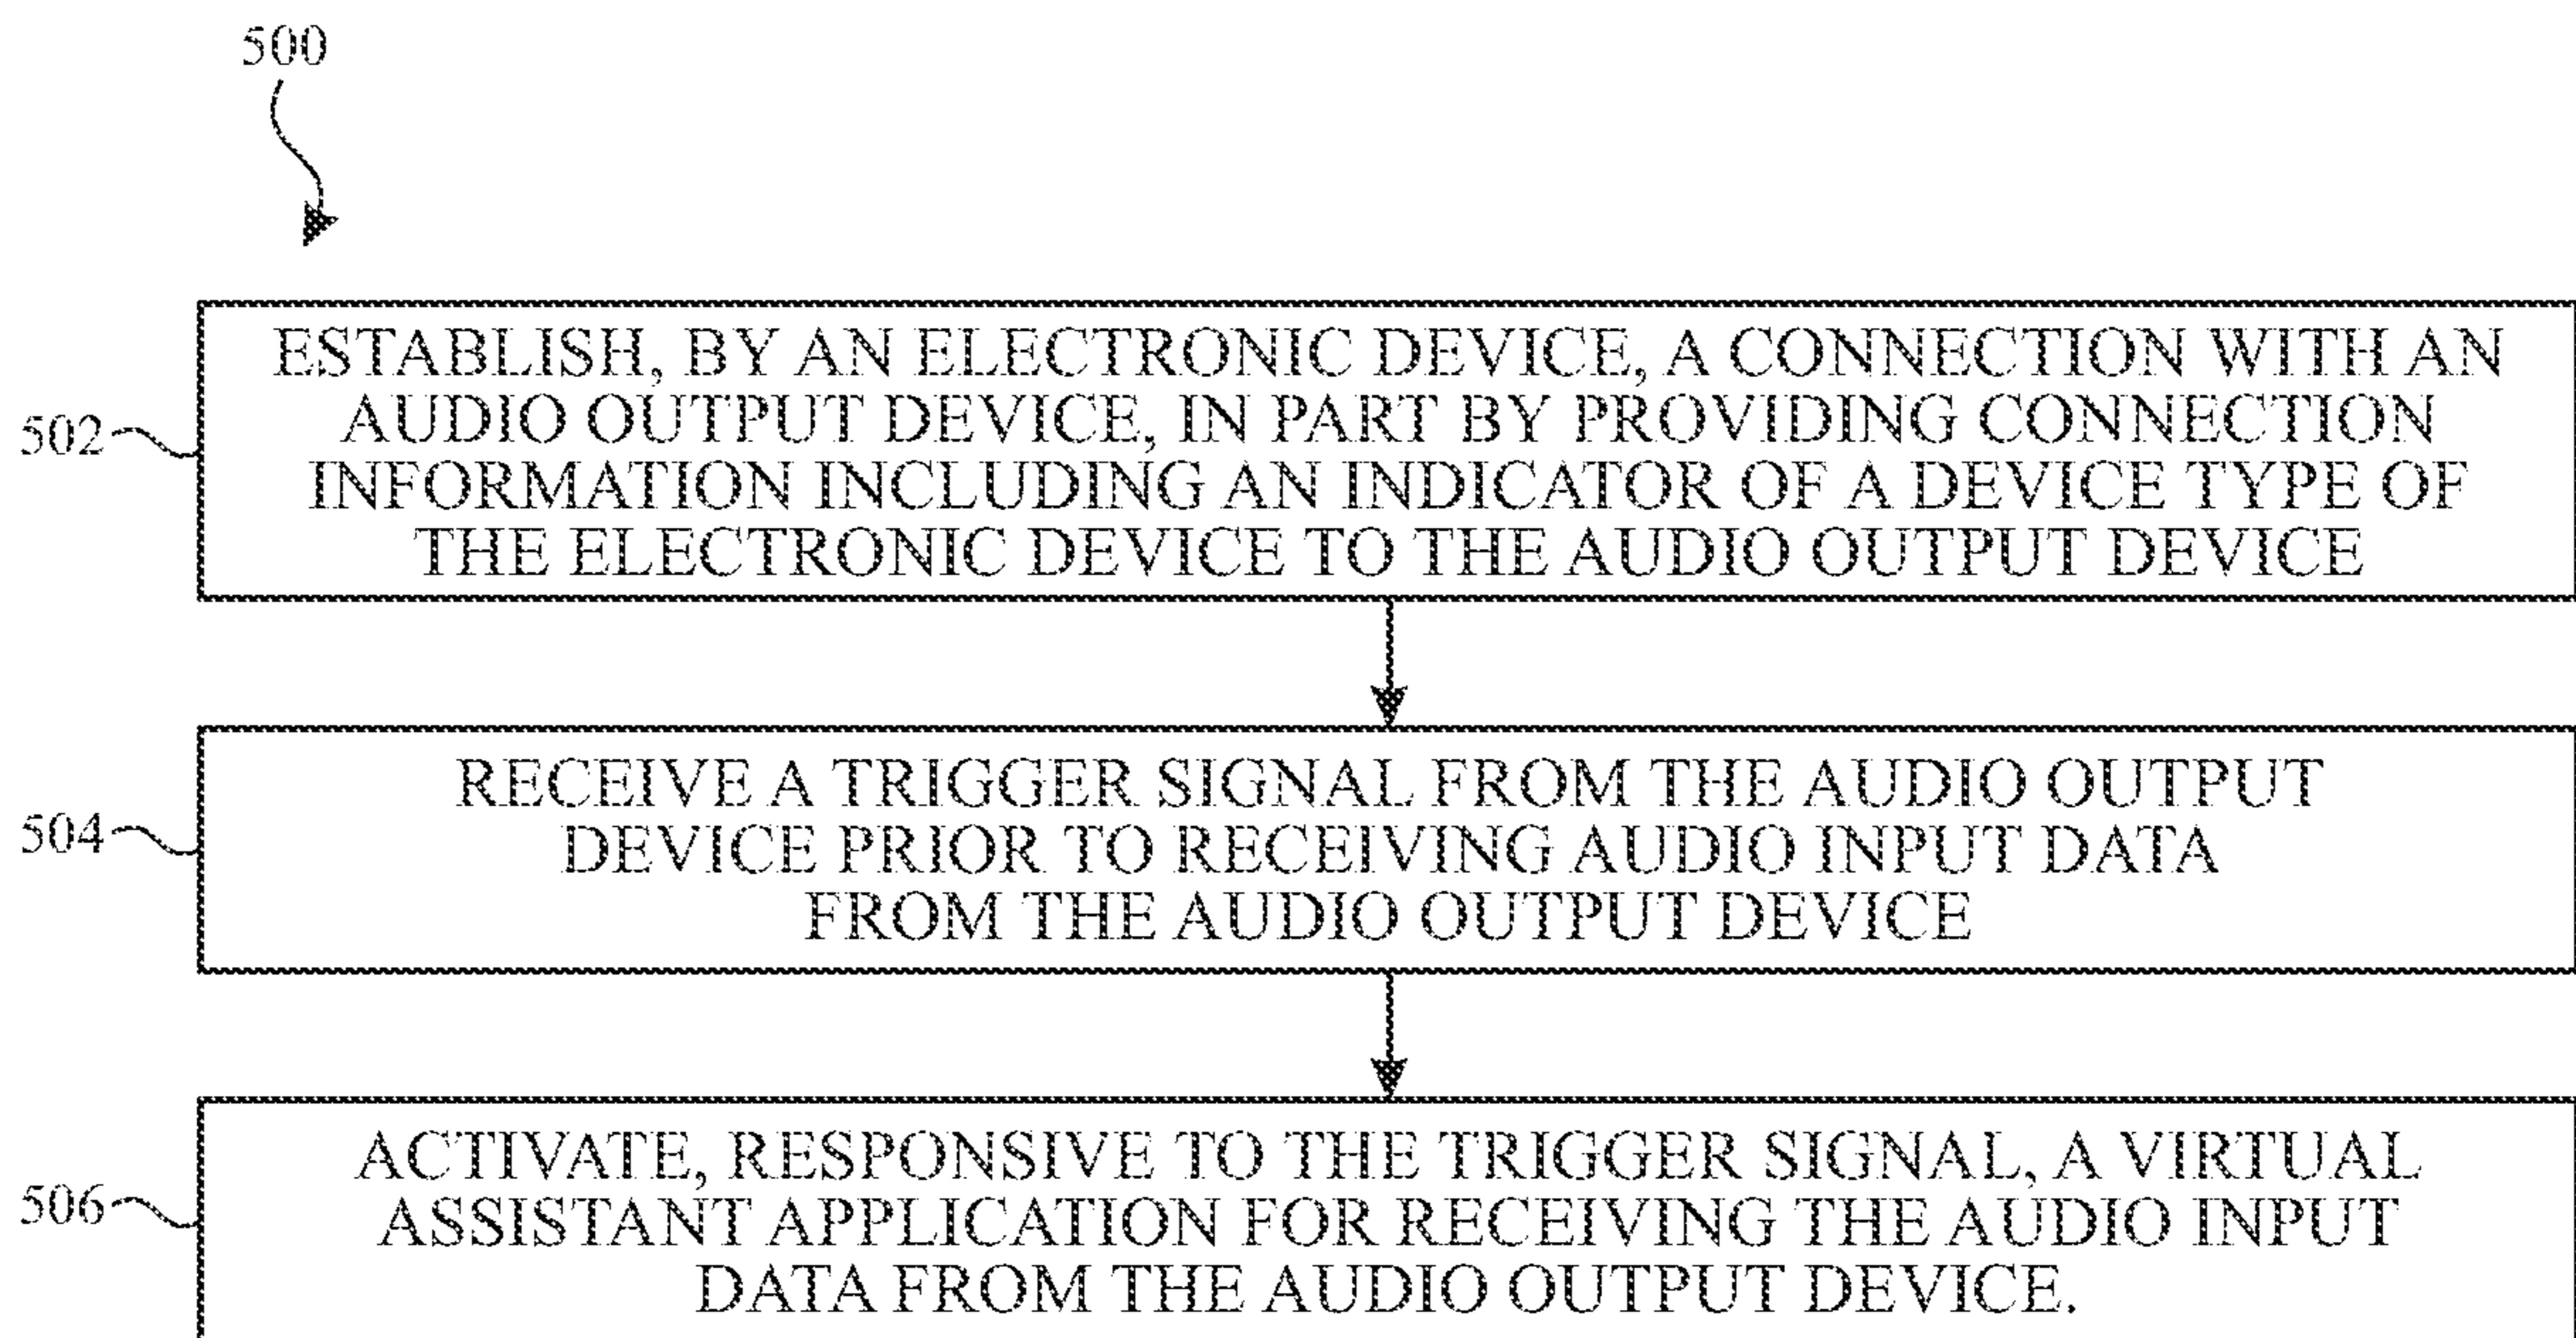 500
502
ESTABLISH, BY AN ELECTRONIC DEVICE, A CONNECTION WITH AN
AUDIO OUTPUT DEVICE, IN PART BY PROVIDING CONNECTION
INFORMATION INCLUDING AN INDICATOR OF A DEVICE TYPE OF
THE ELECTRONIC DEVICE TO THE AUDIO OUTPUT DEVICE
504
RECEIVE A TRIGGER SIGNAL FROM THE AUDIO OUTPUT
DEVICE PRIOR TO RECEIVING AUDIO INPUT DATA
FROM THE AUDIO OUTPUT DEVICE
506
ACTIVATE, RESPONSIVE TO THE TRIGGER SIGNAL, A VIRTUAL
ASSISTANT APPLICATION FOR RECEIVING THE AUDIO INPUT
DATA FROM THE AUDIO OUTPUT DEVICE.